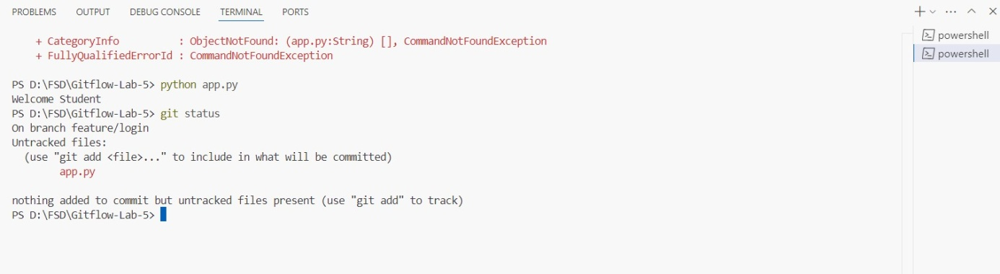 PROBLEMS OUTPUT DEBUG CONSOLE TERMINAL PORTS
+ CategoryInfo          : ObjectNotFound: (app.py:String) [], CommandNotFoundException
+ FullyQualifiedErrorId : CommandNotFoundException
PS D:\FSD\Gitflow-Lab-5> python app.py
Welcome Student
PS D:\FSD\Gitflow-Lab-5> git status
On branch feature/login
Untracked files:
  (use "git add <file>..." to include in what will be committed)
        app.py
nothing added to commit but untracked files present (use "git add" to track)
PS D:\FSD\Gitflow-Lab-5>
powershell
powershell